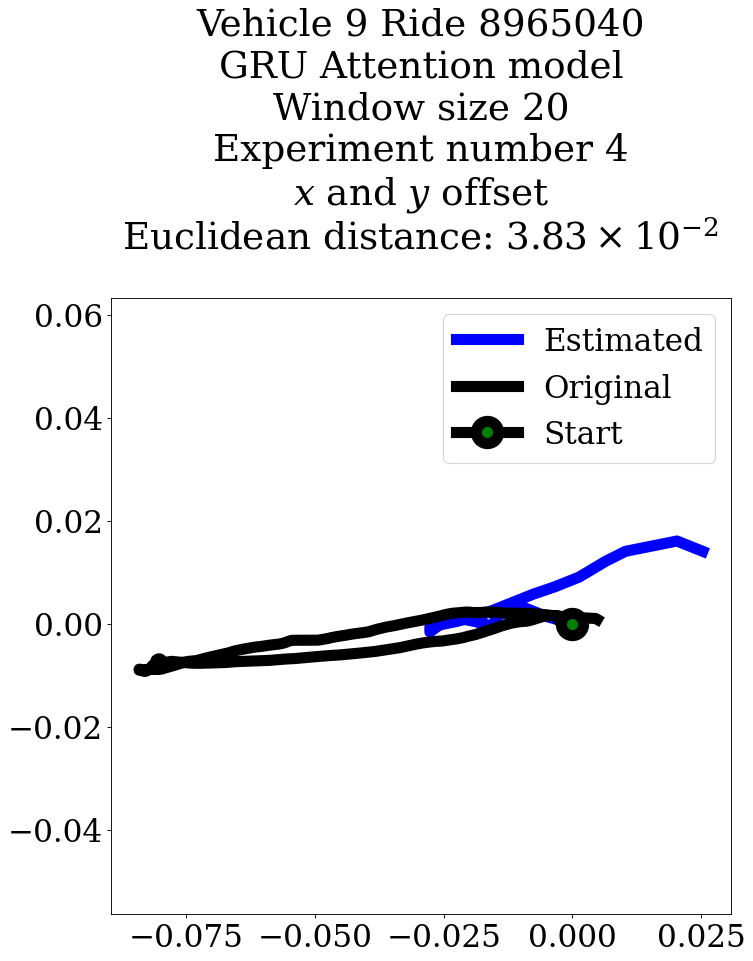 Vehicle 9 Ride 8965040
GRU Attention model
Window size 20
Experiment number 4
x and y offset
Euclidean distance: 3.83 × 10⁻²
Estimated
Original
Start
0.06
0.04
0.02
0.00
−0.02
−0.04
−0.075 −0.050 −0.025 0.000 0.025